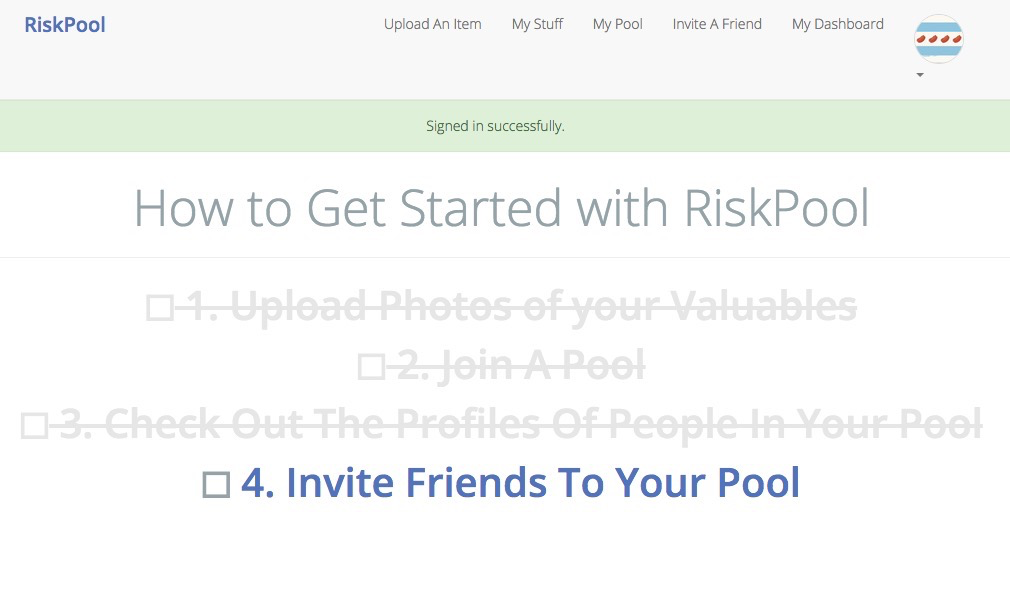 RiskPool
Upload An Item
My Stuff
My Pool
Invite A Friend
My Dashboard
Signed in successfully.
How to Get Started with RiskPool
1. Upload Photos of your Valuables
2. Join A Pool
3. Check Out The Profiles Of People In Your Pool
4. Invite Friends To Your Pool